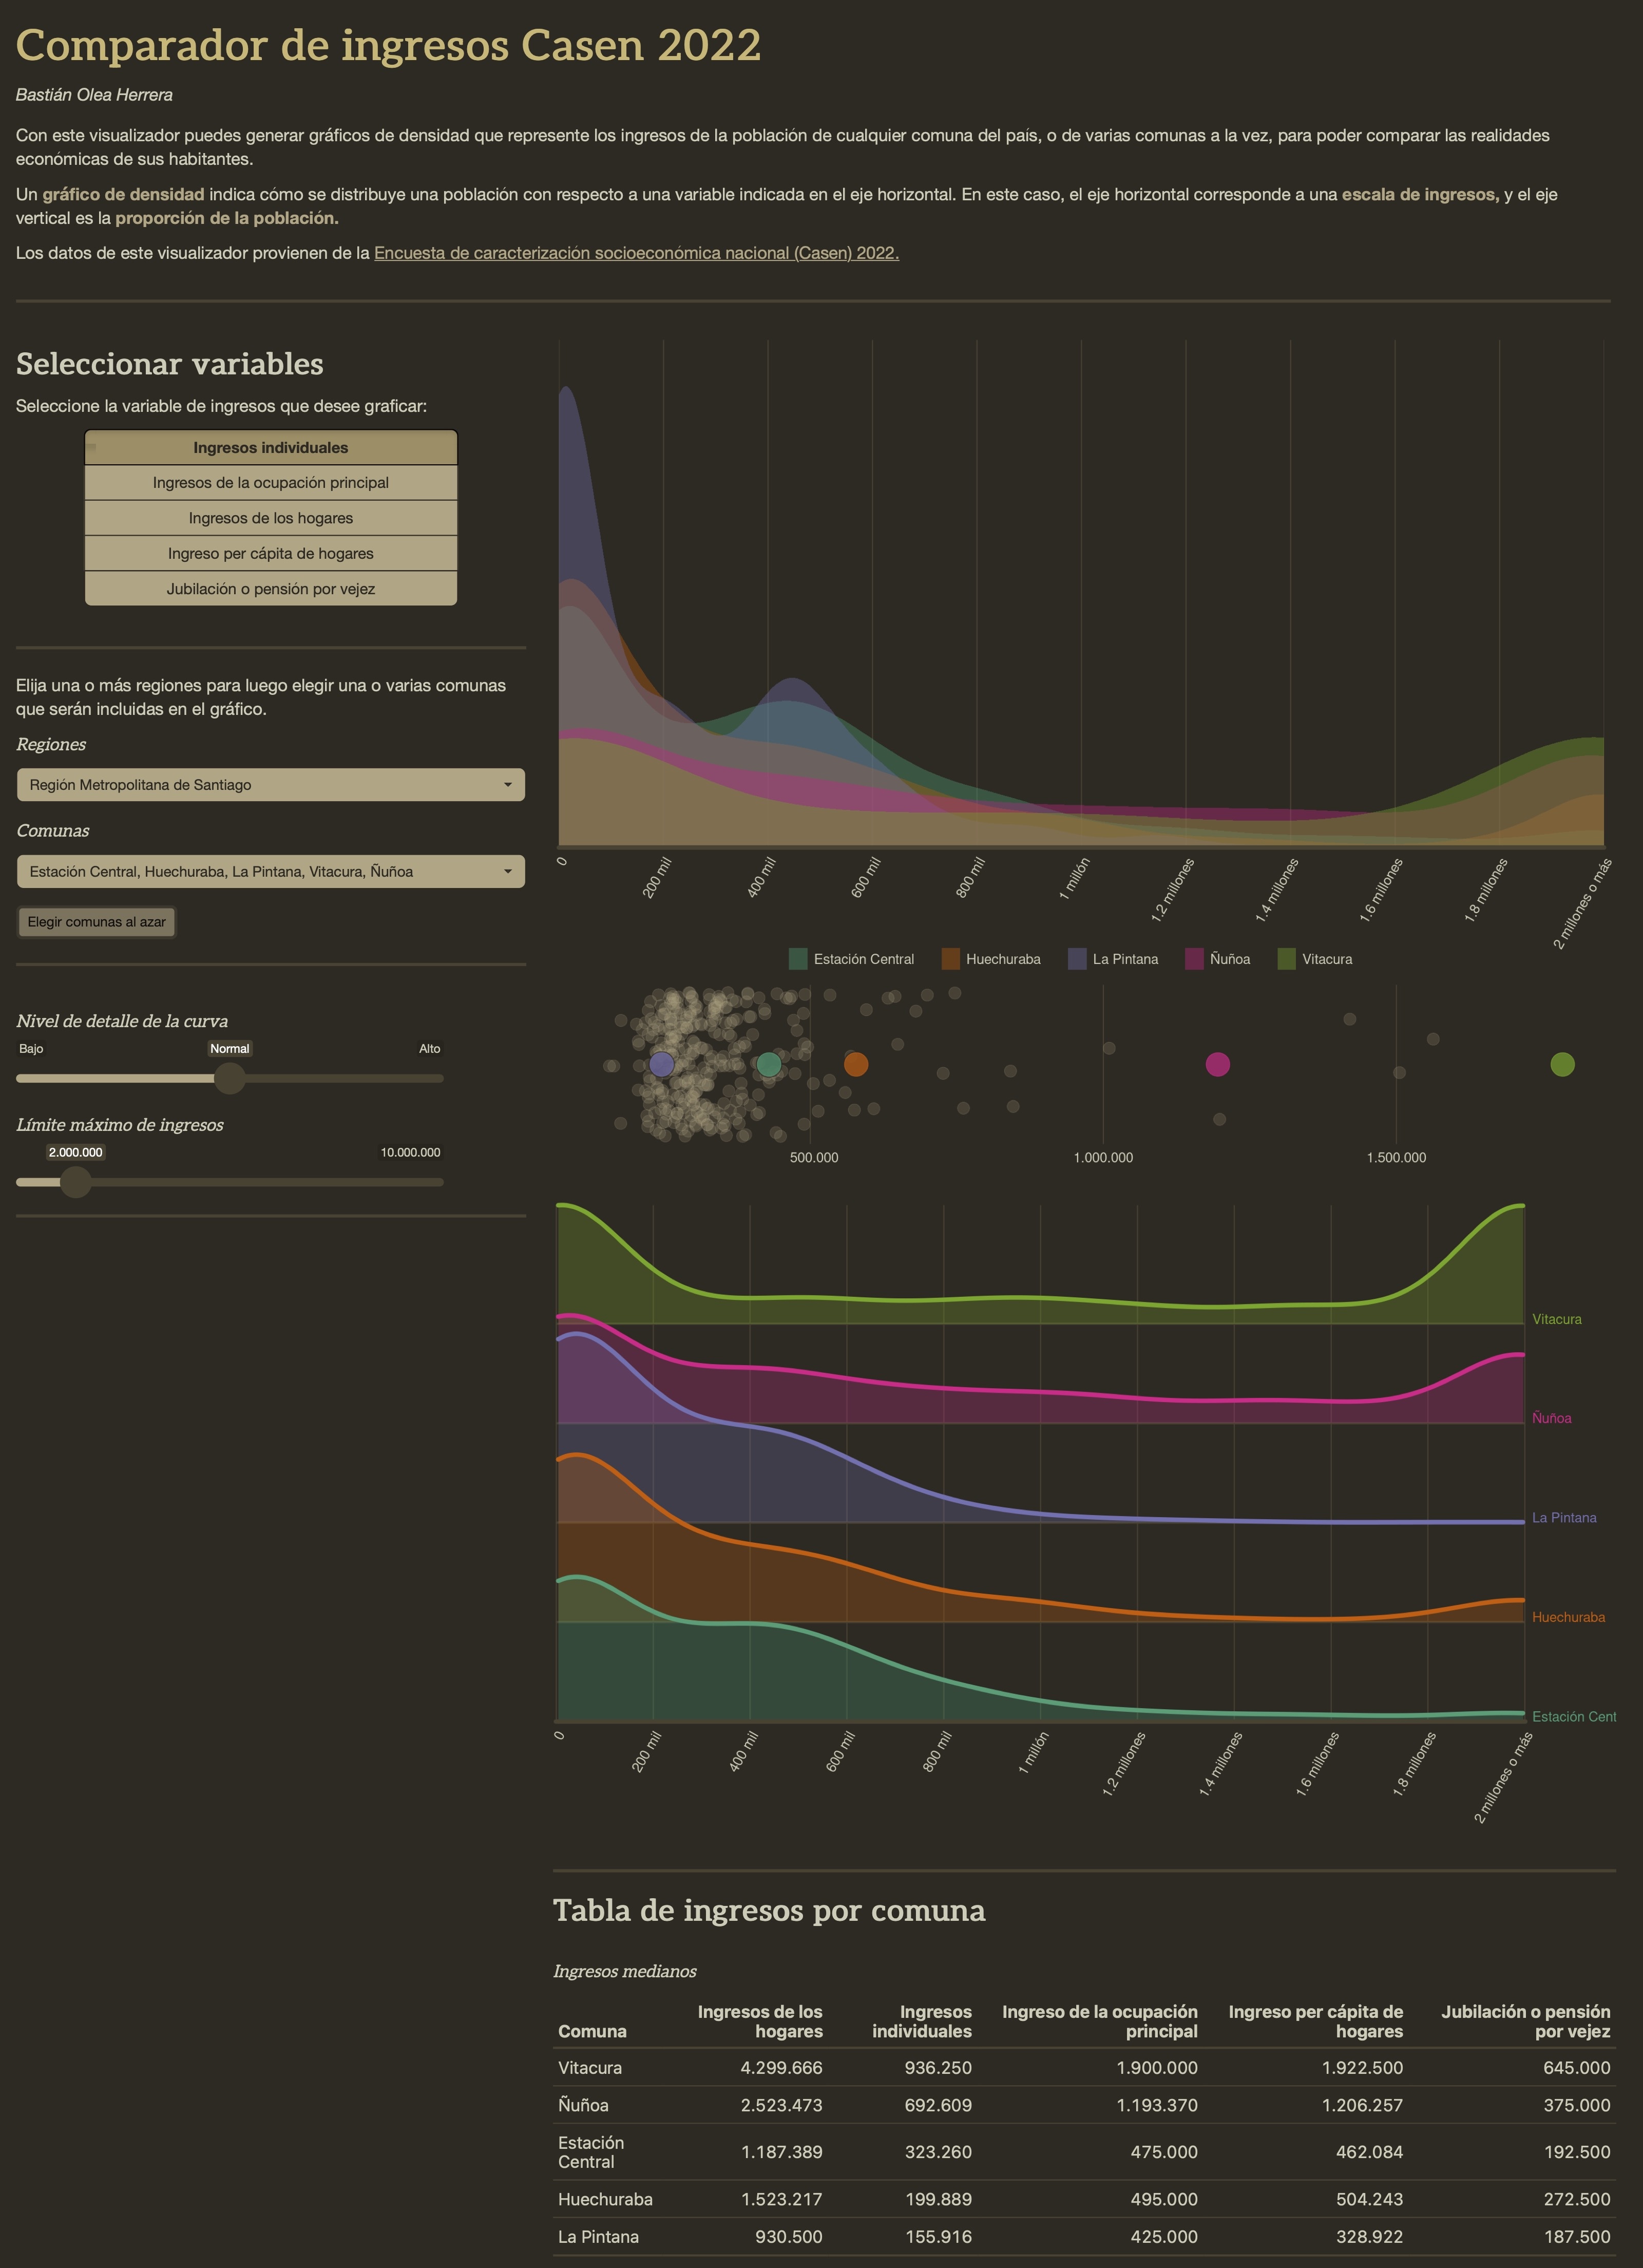 Comparador de ingresos Casen 2022
Bastián Olea Herrera
Con este visualizador puedes generar gráficos de densidad que represente los ingresos de la población de cualquier comuna del país, o de varias comunas a la vez, para poder comparar las realidades
económicas de sus habitantes.
Un gráfico de densidad indica cómo se distribuye una población con respecto a una variable indicada en el eje horizontal. En este caso, el eje horizontal corresponde a una escala de ingresos, y el eje
vertical es la proporción de la población.
Los datos de este visualizador provienen de la Encuesta de caracterización socioeconómica nacional (Casen) 2022.
Seleccionar variables
Seleccione la variable de ingresos que desee graficar:
Ingresos individuales
Ingresos de la ocupación principal
Ingresos de los hogares
Ingreso per cápita de hogares
Jubilación o pensión por vejez
Elija una o más regiones para luego elegir una o varias comunas
que serán incluidas en el gráfico.
Regiones
Región Metropolitana de Santiago
Comunas
Estación Central, Huechuraba, La Pintana, Vitacura, Ñuñoa
Elegir comunas al azar
Nivel de detalle de la curva
Bajo Normal Alto
Límite máximo de ingresos
2.000.000 10.000.000
0 200 mil 400 mil 600 mil 800 mil 1 millón 1.2 millones 1.4 millones 1.6 millones 1.8 millones 2 millones o más
Estación Central Huechuraba La Pintana Ñuñoa Vitacura
500.000 1.000.000 1.500.000
Vitacura
Ñuñoa
La Pintana
Huechuraba
Estación Cent
0 200 mil 400 mil 600 mil 800 mil 1 millón 1.2 millones 1.4 millones 1.6 millones 1.8 millones 2 millones o más
Tabla de ingresos por comuna
Ingresos medianos
Ingresos de los Ingresos Ingreso de la ocupación Ingreso per cápita de Jubilación o pensión
Comuna hogares individuales principal hogares por vejez
Vitacura 4.299.666 936.250 1.900.000 1.922.500 645.000
Ñuñoa 2.523.473 692.609 1.193.370 1.206.257 375.000
Estación
Central 1.187.389 323.260 475.000 462.084 192.500
Huechuraba 1.523.217 199.889 495.000 504.243 272.500
La Pintana 930.500 155.916 425.000 328.922 187.500